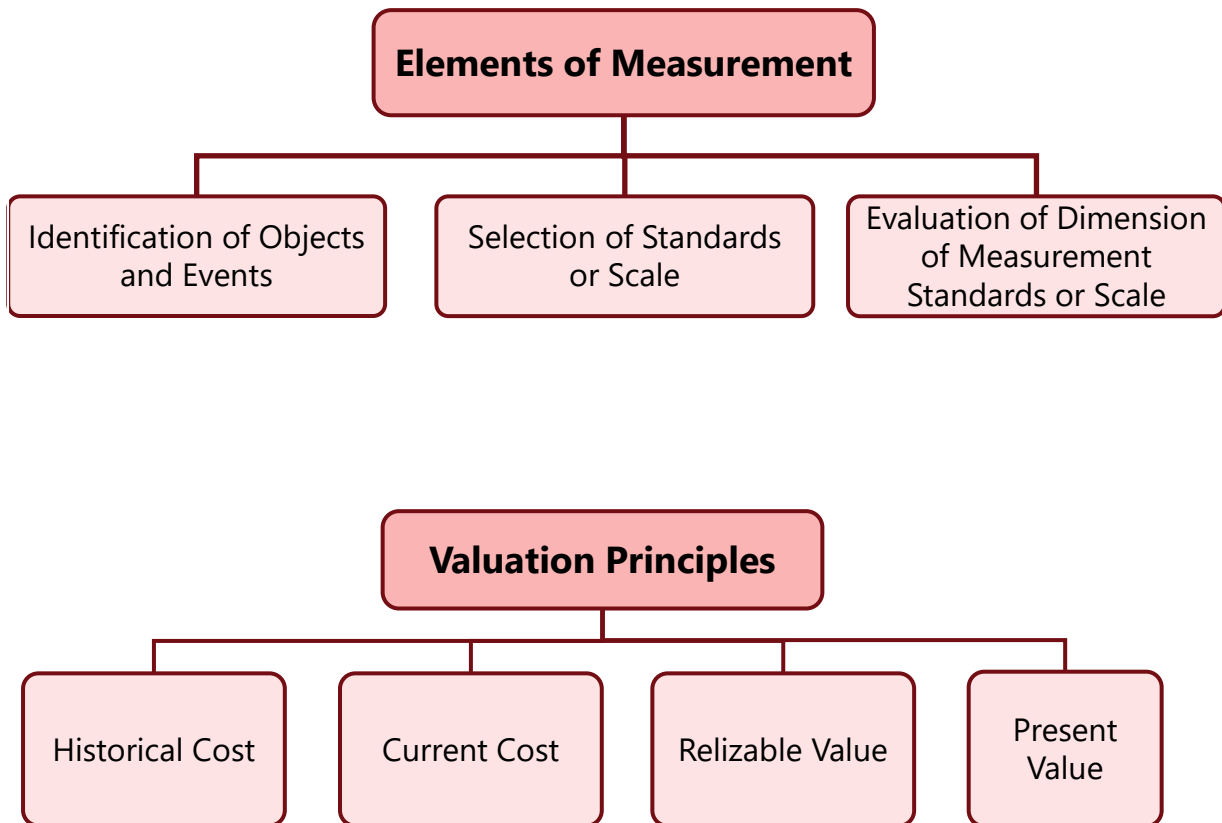 Elements of Measurement
Identification of Objects
and Events
Selection of Standards
or Scale
Evaluation of Dimension
of Measurement
Standards or Scale
Valuation Principles
Historical Cost
Current Cost
Relizable Value
Present
Value